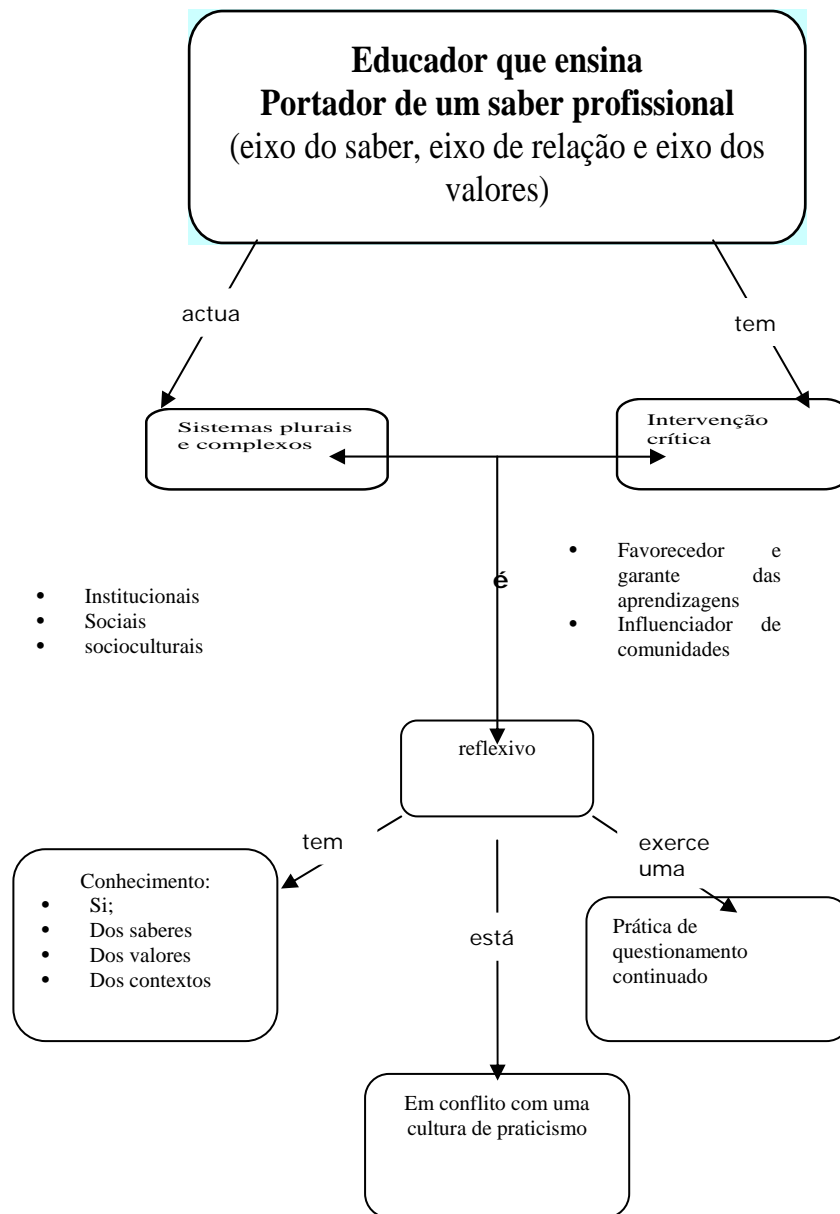 Educador que ensina
Portador de um saber profissional
(eixo do saber, eixo de relação e eixo dos
valores)
actua
tem
Sistemas plurais
e complexos
Intervenção
crítica
é
• Institucionais
• Sociais
• socioculturais
• Favorecedor e
garante das
aprendizagens
• Influenciador de
comunidades
reflexivo
tem
exerce
uma
está
Conhecimento:
• Si;
• Dos saberes
• Dos valores
• Dos contextos
Prática de
questionamento
continuado
Em conflito com uma
cultura de praticismo